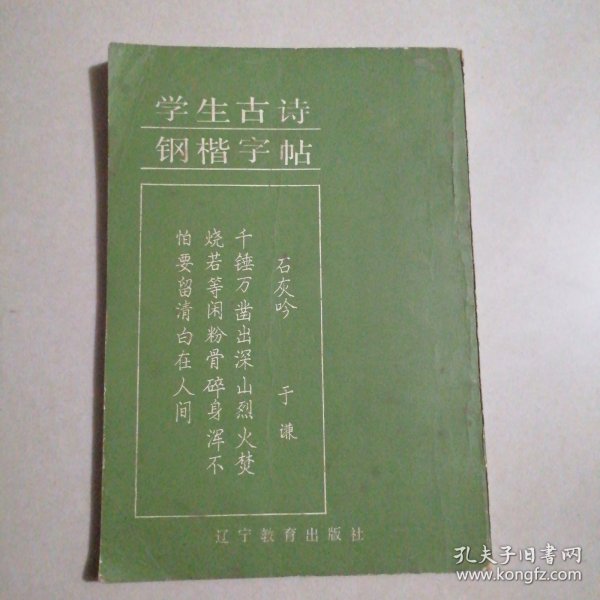 学生古诗
钢楷字帖
石灰吟 于谦
千锤万凿出深山烈火焚
烧若等闲粉骨碎身浑不
怕要留清白在人间
辽宁教育出版社
孔夫子旧书网
www.kongfz.com